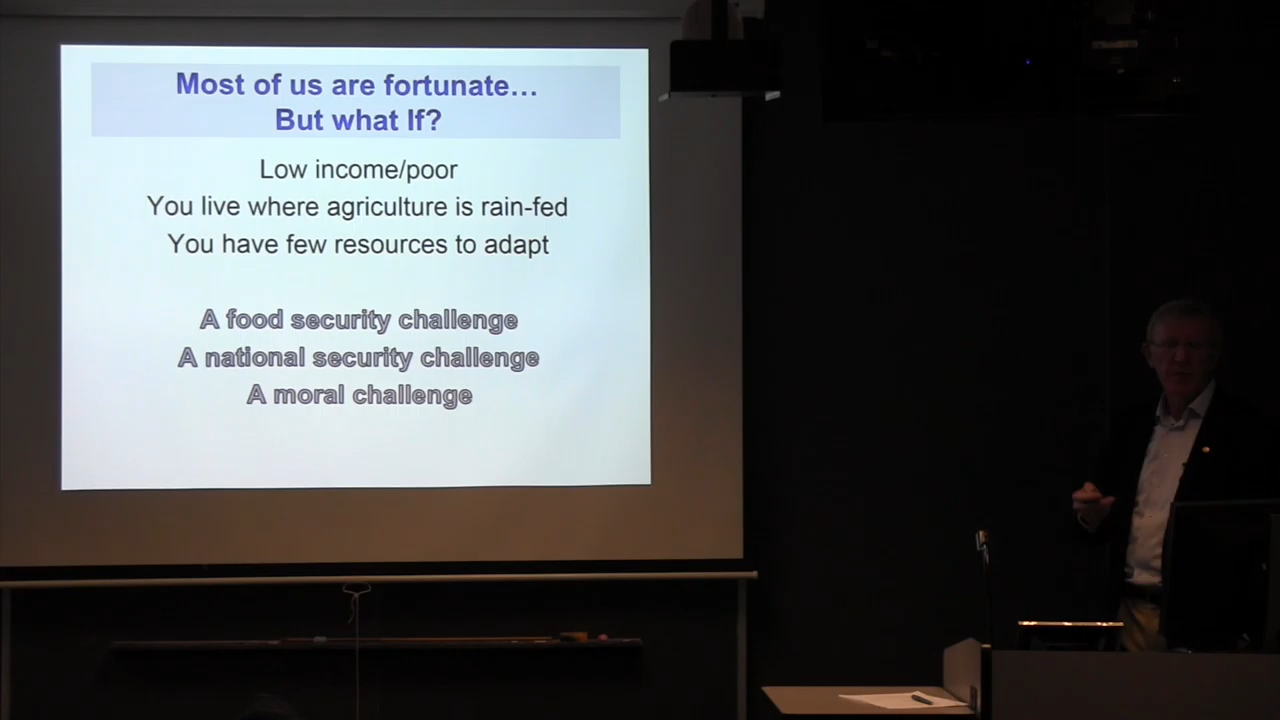 Most of us are fortunate…
But what If?
Low income/poor
You live where agriculture is rain-fed
You have few resources to adapt
A food security challenge
A national security challenge
A moral challenge